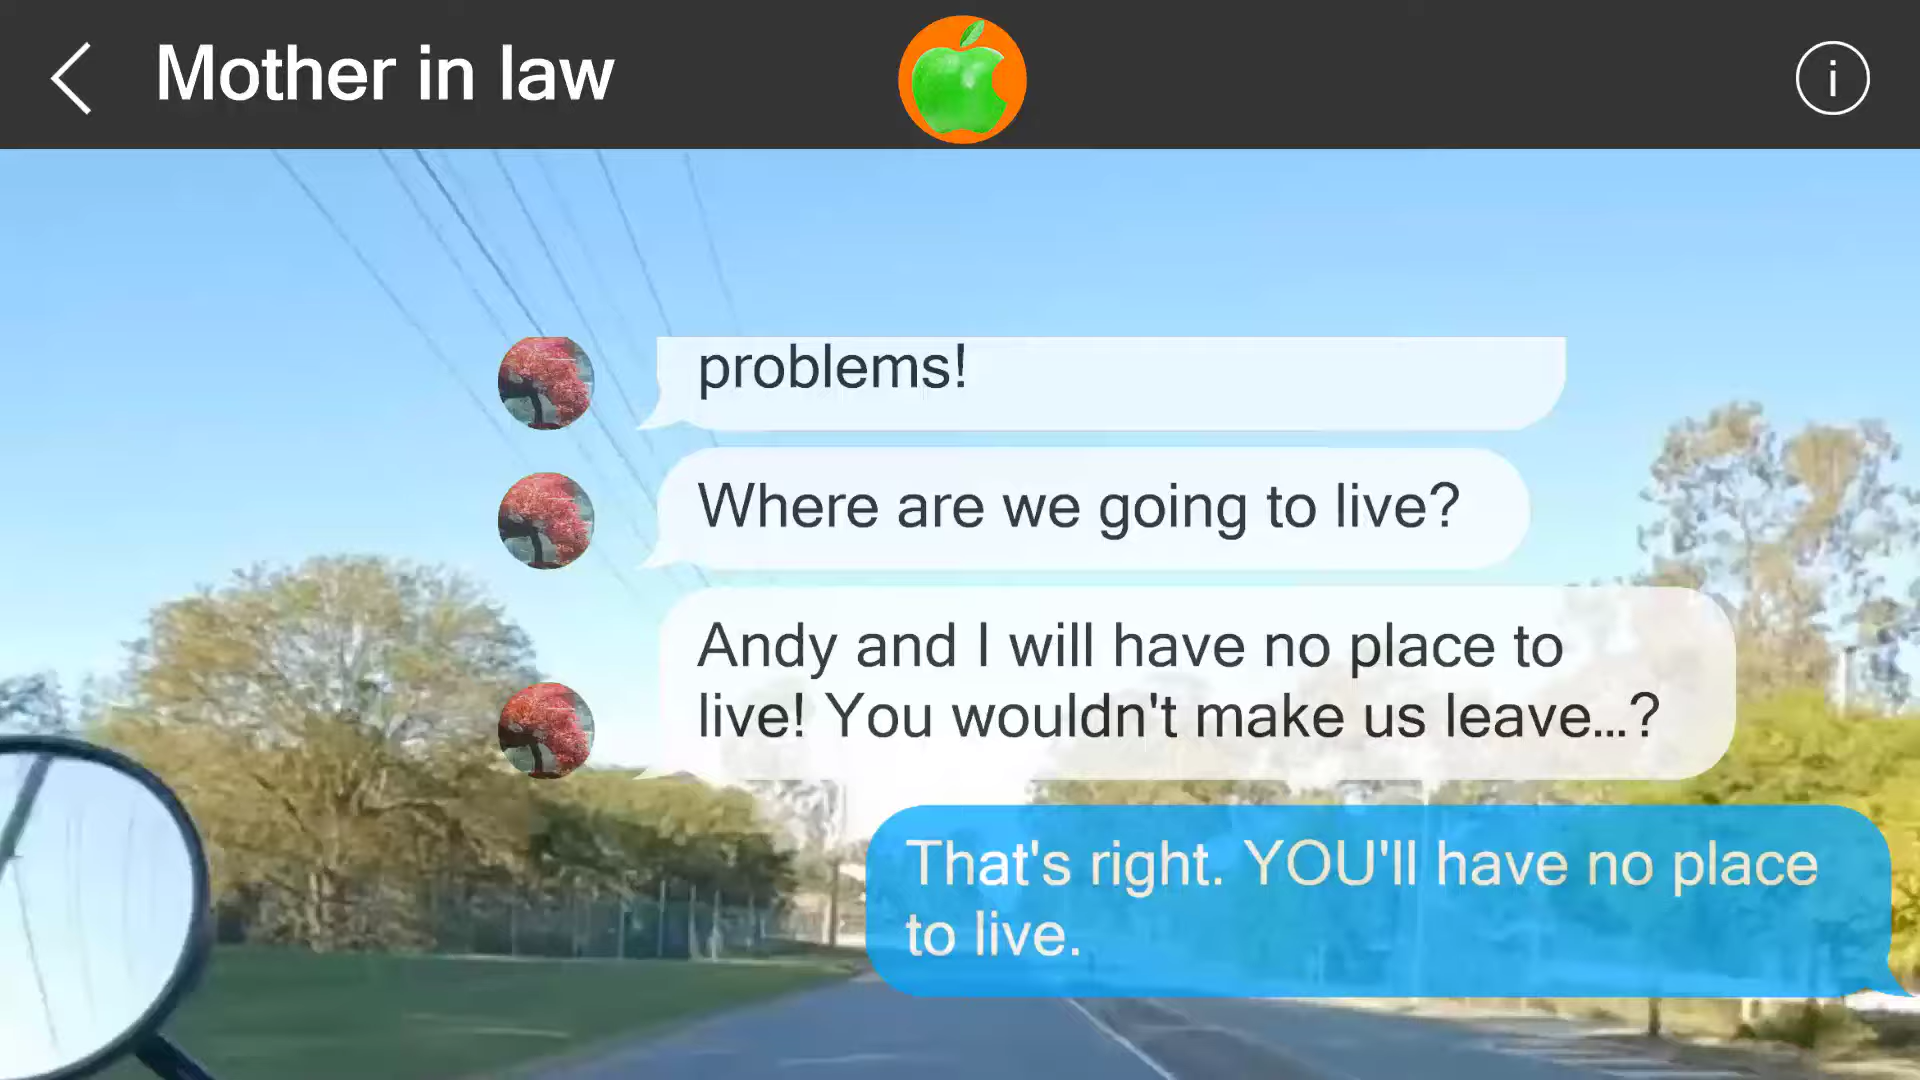 Mother in law
i
problems!
Where are we going to live?
Andy and I will have no place to
live! You wouldn't make us leave...?
That's right. YOU'll have no place
to live.